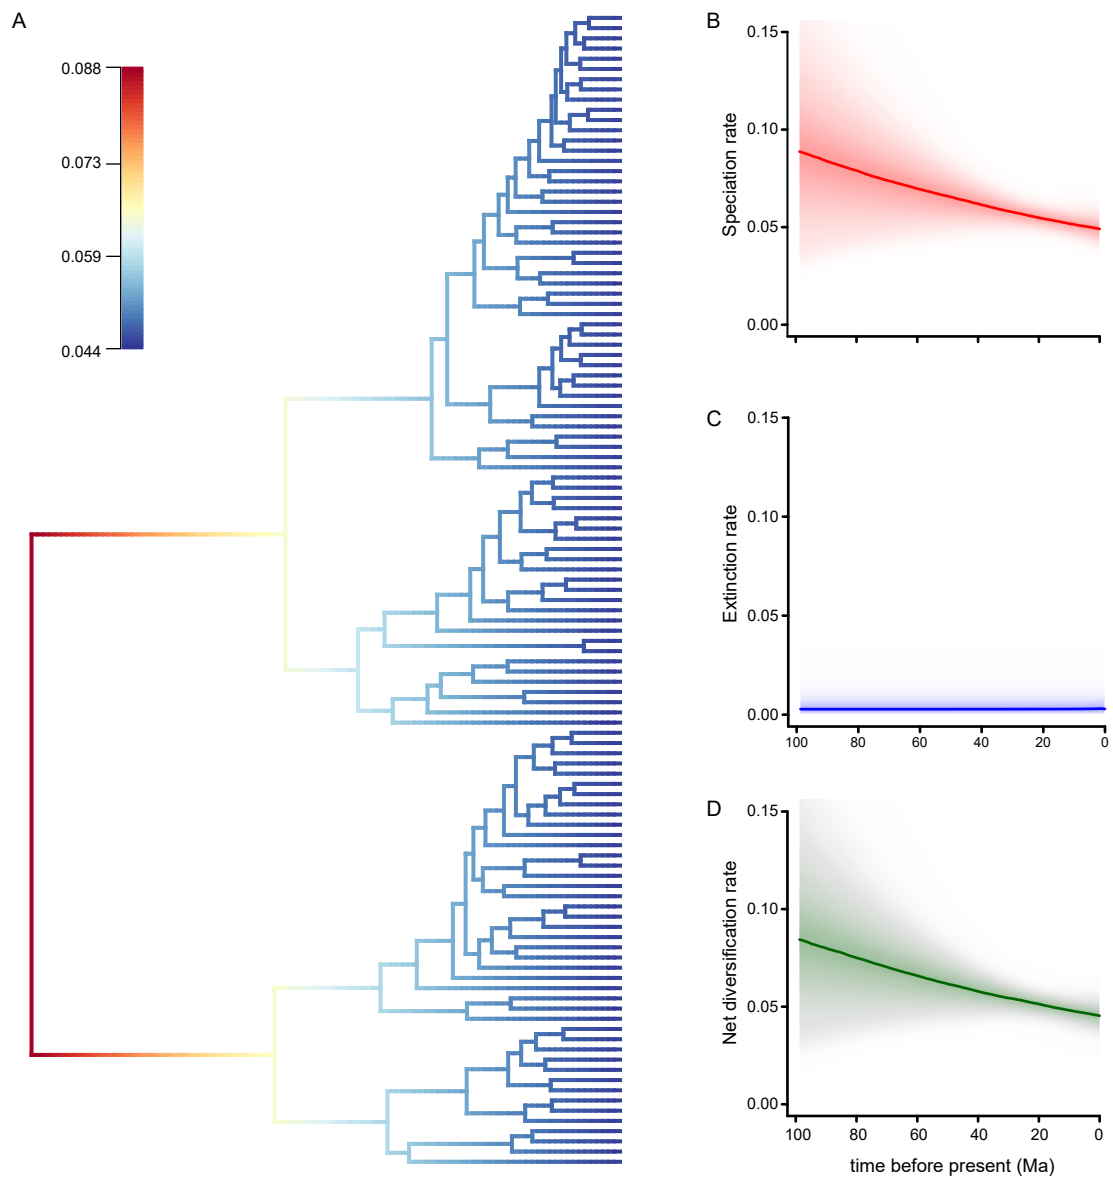 A
0.088
0.073
0.059
0.044
B
Speciation rate
0.15
0.10
0.05
0.00
C
Extinction rate
0.15
0.10
0.05
0.00
100 80 60 40 20 0
D
Net diversification rate
0.15
0.10
0.05
0.00
100 80 60 40 20 0
time before present (Ma)